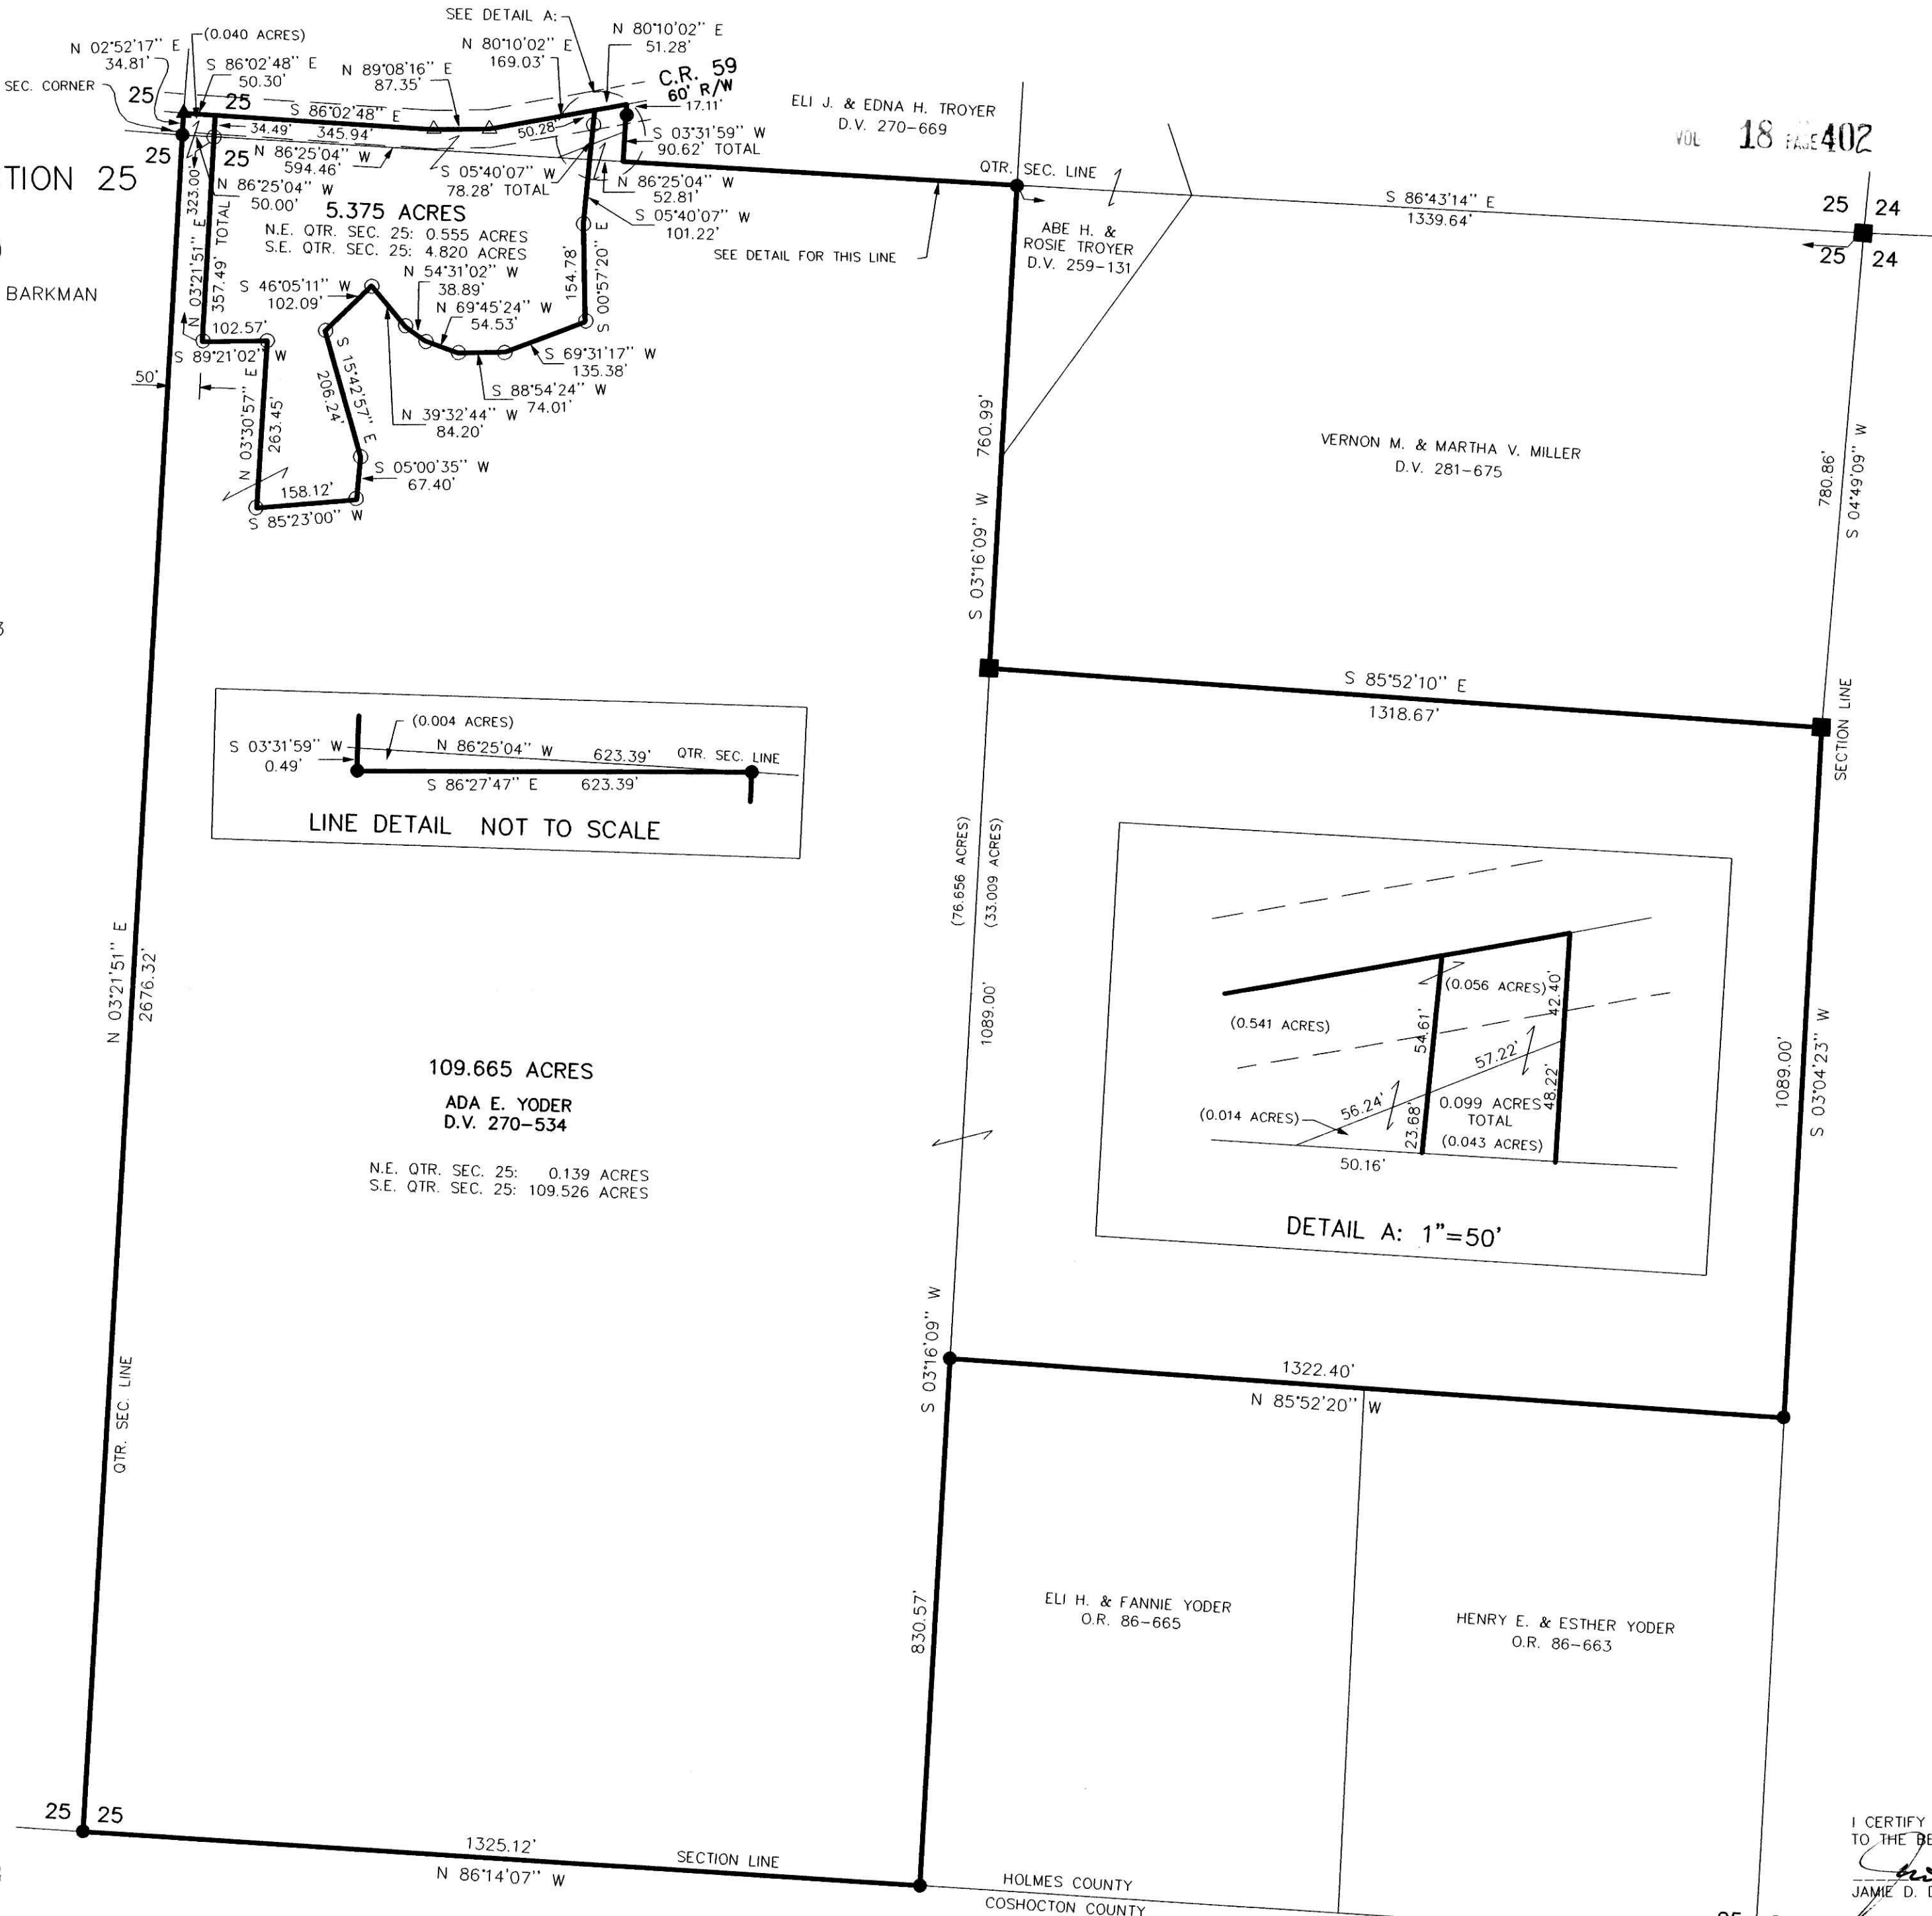 SEE DETAIL A:
N 80°10'02" E
51.28'
(0.040 ACRES)
N 02°52'17" E
34.81'
S 86°02'48" E
50.30'
N 89°08'16" E
87.35'
N 80°10'02" E
169.03'
C.R. 59
60' R/W
17.11'
SEC. CORNER
25
25
S 86°02'48" E
345.94'
34.49'
50.28'
ELI J. & EDNA H. TROYER
D.V. 270-669
VOL 18 PAGE 402
S 03°31'59" W
90.62' TOTAL
25
25
N 86°25'04" W
594.46'
S 05°40'07" W
78.28' TOTAL
N 86°25'04" W
52.81'
QTR. SEC. LINE
TION 25
323.00'
N 86°25'04" W
50.00'
S 05°40'07" W
101.22'
S 86°43'14" E
1339.64'
25 24
25 24
5.375 ACRES
N.E. QTR. SEC. 25: 0.555 ACRES
S.E. QTR. SEC. 25: 4.820 ACRES
SEE DETAIL FOR THIS LINE
ABE H. &
ROSIE TROYER
D.V. 259-131
BARKMAN
N 03°21'51" E
357.49' TOTAL
S 46°05'11" W
102.09'
N 54°31'02" W
38.89'
N 69°45'24" W
54.53'
154.78'
S 00°57'20" E
102.57'
S 89°21'02" W
S 69°31'17" W
135.38'
S 88°54'24" W
74.01'
50'
N 03°30'57" E
263.45'
S 15°42'57" E
206.24'
N 39°32'44" W
84.20'
S 05°00'35" W
67.40'
158.12'
S 85°23'00" W
760.99'
S 03°16'09" W
VERNON M. & MARTHA V. MILLER
D.V. 281-675
780.86'
S 04°49'09" W
S 85°52'10" E
1318.67'
SECTION LINE
(0.004 ACRES)
S 03°31'59" W
0.49'
N 86°25'04" W 623.39' QTR. SEC. LINE
S 86°27'47" E 623.39'
LINE DETAIL NOT TO SCALE
(76.656 ACRES)
(33.009 ACRES)
1089.00'
N 03°21'51" E
2676.32'
(0.056 ACRES)
42.40'
(0.541 ACRES)
54.61'
57.22'
56.24'
48.22'
(0.014 ACRES)
23.68'
0.099 ACRES
TOTAL
(0.043 ACRES)
50.16'
DETAIL A: 1"=50'
1089.00'
S 03°04'23" W
109.665 ACRES
ADA E. YODER
D.V. 270-534
N.E. QTR. SEC. 25: 0.139 ACRES
S.E. QTR. SEC. 25: 109.526 ACRES
S 03°16'09" W
1322.40'
N 85°52'20" W
QTR. SEC. LINE
830.57'
ELI H. & FANNIE YODER
O.R. 86-665
HENRY E. & ESTHER YODER
O.R. 86-663
25 25
1325.12'
N 86°14'07" W
SECTION LINE
HOLMES COUNTY
COSHOCTON COUNTY
I CERTIFY
TO THE BE
JAMIE D. D